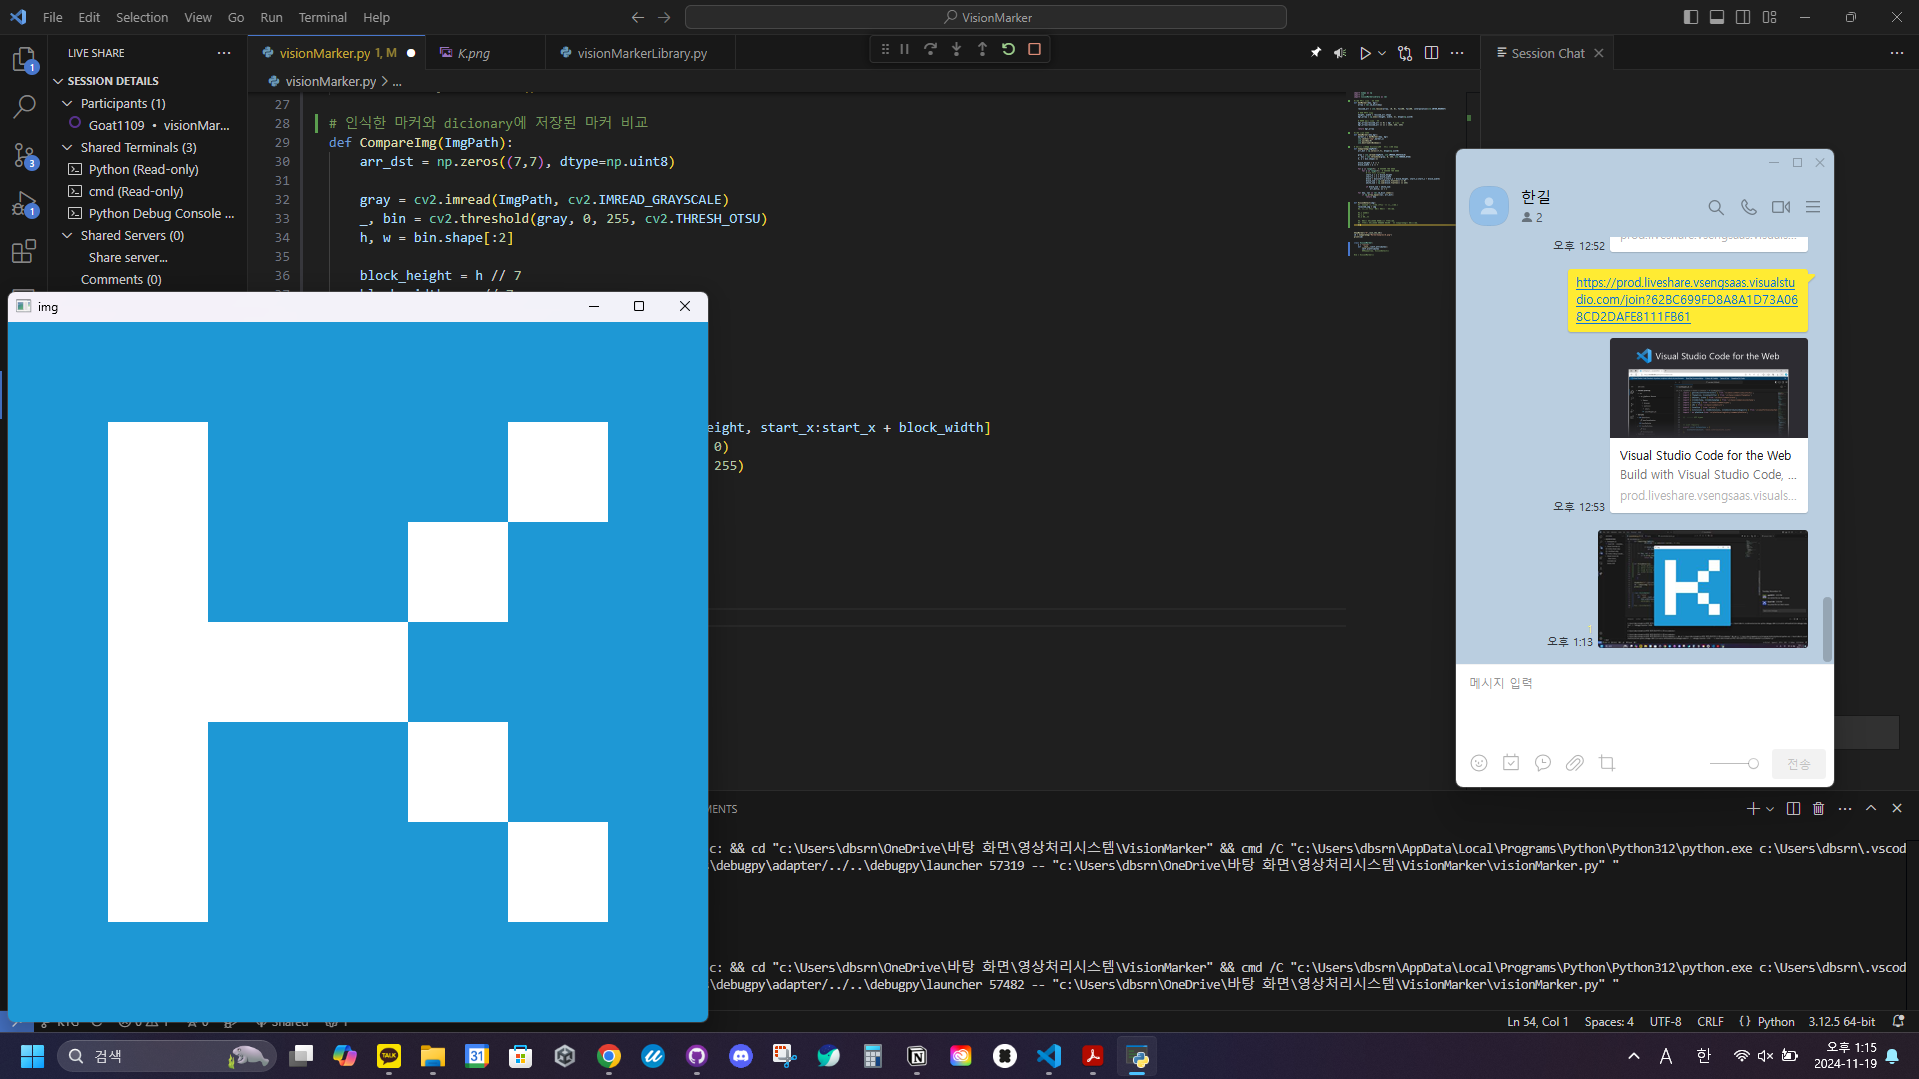 File Edit Selection View Go Run Terminal Help
VisionMarker
LIVE SHARE
SESSION DETAILS
Participants (1)
Goat1109 • visionMar...
Shared Terminals (3)
Python (Read-only)
cmd (Read-only)
Python Debug Console ...
Shared Servers (0)
Share server...
Comments (0)
1
3
1
visionMarker.py 1, M
K.png
visionMarkerLibrary.py
visionMarker.py > ...
27
28 # 인식한 마커와 dicionary에 저장된 마커 비교
29 def CompareImg(ImgPath):
30 arr_dst = np.zeros((7,7), dtype=np.uint8)
31
32 gray = cv2.imread(ImgPath, cv2.IMREAD_GRAYSCALE)
33 _, bin = cv2.threshold(gray, 0, 255, cv2.THRESH_OTSU)
34 h, w = bin.shape[:2]
35
36 block_height = h // 7
eight, start_x:start_x + block_width]
0)
255)
img
Session Chat
한길
2
오후 12:52
https://prod.liveshare.vsengsaas.visualstu
dio.com/join?62BC699FD8A8A1D73A06
8CD2DAFE8111FB61
Visual Studio Code for the Web
Visual Studio Code for the Web
Build with Visual Studio Code, ...
prod.liveshare.vsengsaas.visuals...
오후 12:53
1
오후 1:13
메시지 입력
전송
MENTS
c: && cd "c:\Users\dbsrn\OneDrive\바탕 화면\영상처리시스템\VisionMarker" && cmd /C "c:\Users\dbsrn\AppData\Local\Programs\Python\Python312\python.exe c:\Users\dbsrn\.vscod
\debugpy\adapter/../..\debugpy\launcher 57319 -- "c:\Users\dbsrn\OneDrive\바탕 화면\영상처리시스템\VisionMarker\visionMarker.py" "
c: && cd "c:\Users\dbsrn\OneDrive\바탕 화면\영상처리시스템\VisionMarker" && cmd /C "c:\Users\dbsrn\AppData\Local\Programs\Python\Python312\python.exe c:\Users\dbsrn\.vscod
\debugpy\adapter/../..\debugpy\launcher 57482 -- "c:\Users\dbsrn\OneDrive\바탕 화면\영상처리시스템\VisionMarker\visionMarker.py" "
Shared
Ln 54, Col 1 Spaces: 4 UTF-8 CRLF {} Python 3.12.5 64-bit
검색
A 한
오후 1:15
2024-11-19